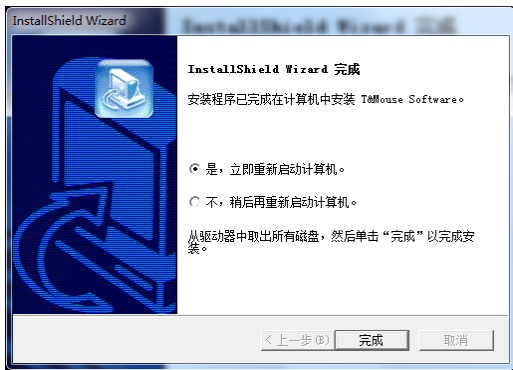 InstallShield Wizard
InstallShield Wizard 完成
安装程序已完成在计算机中安装 T&Mouse Software。
是，立即重新启动计算机。
不，稍后再重新启动计算机。
从驱动器中取出所有磁盘，然后单击“完成”以完成安
装。
< 上一步(B)
完成
取消